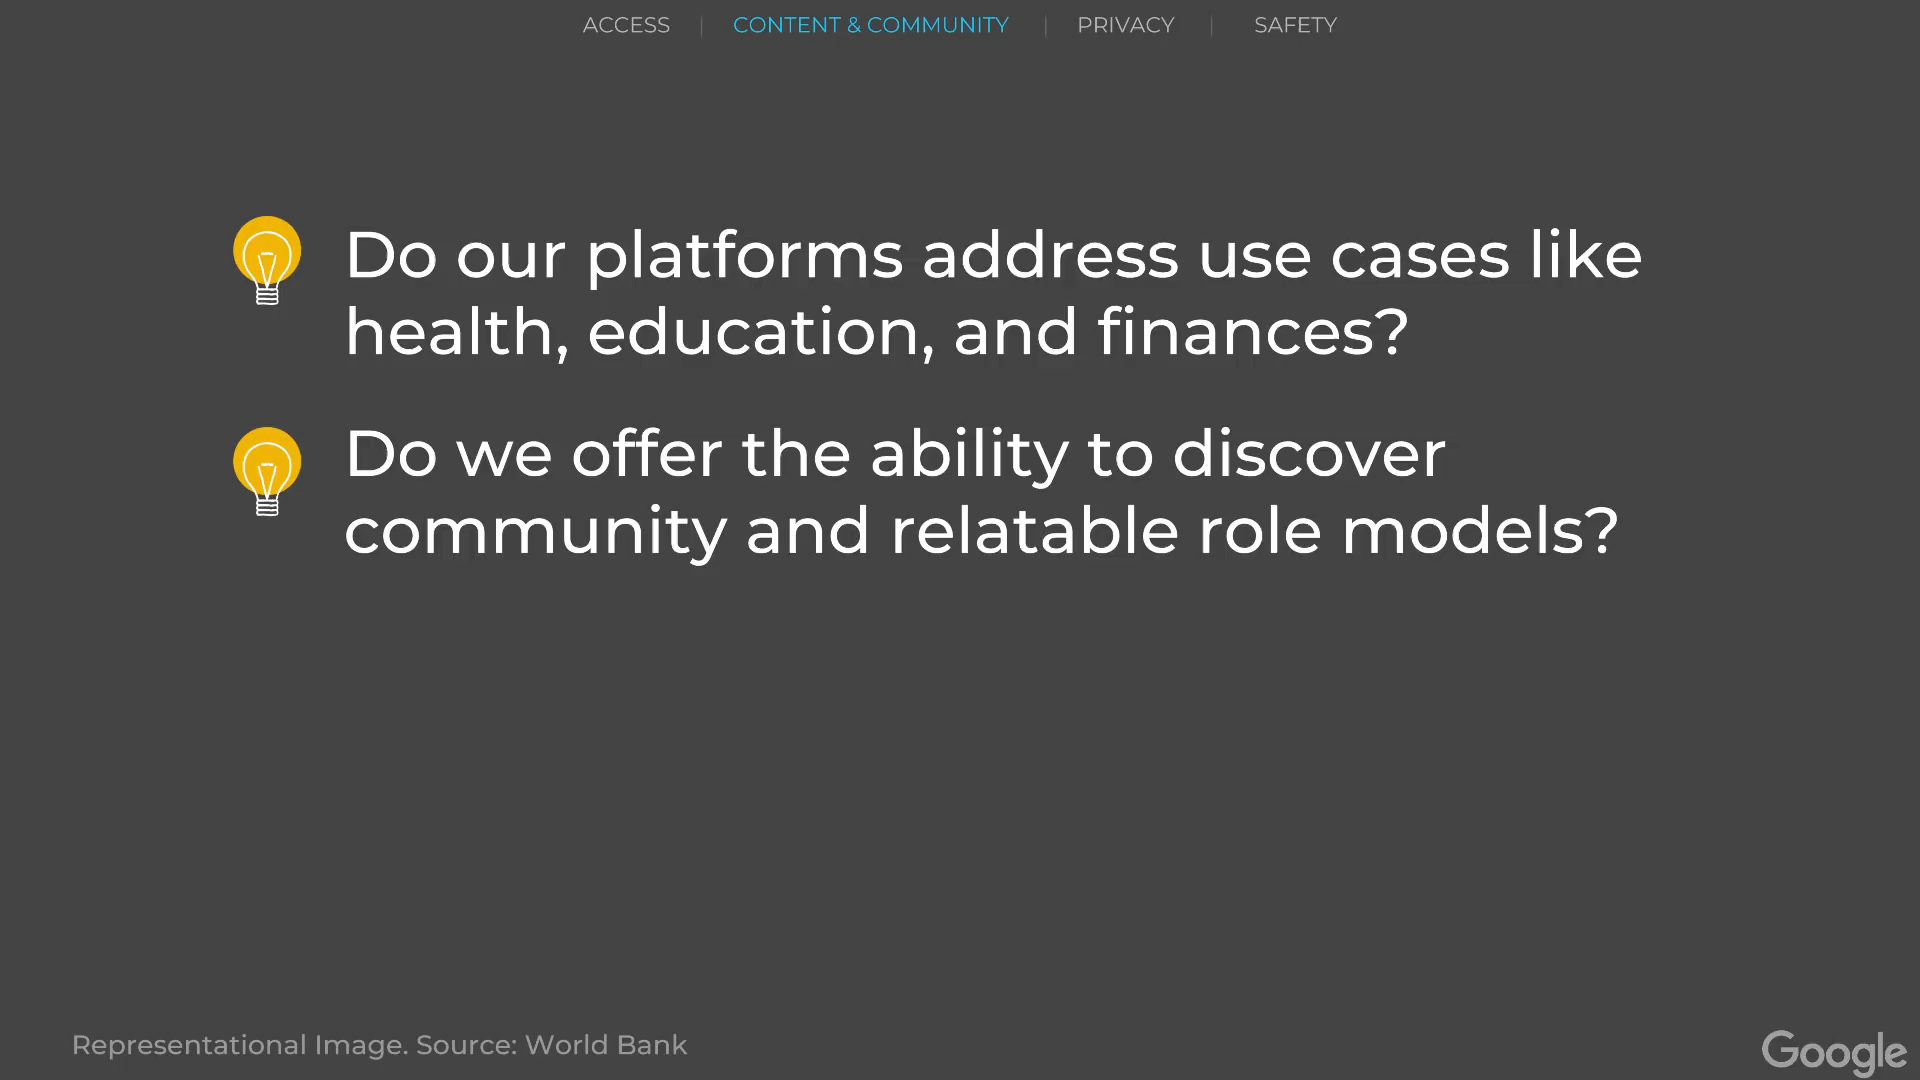 ACCESS | CONTENT & COMMUNITY | PRIVACY | SAFETY
Do our platforms address use cases like
health, education, and finances?
Do we offer the ability to discover
community and relatable role models?
Representational Image. Source: World Bank
Google